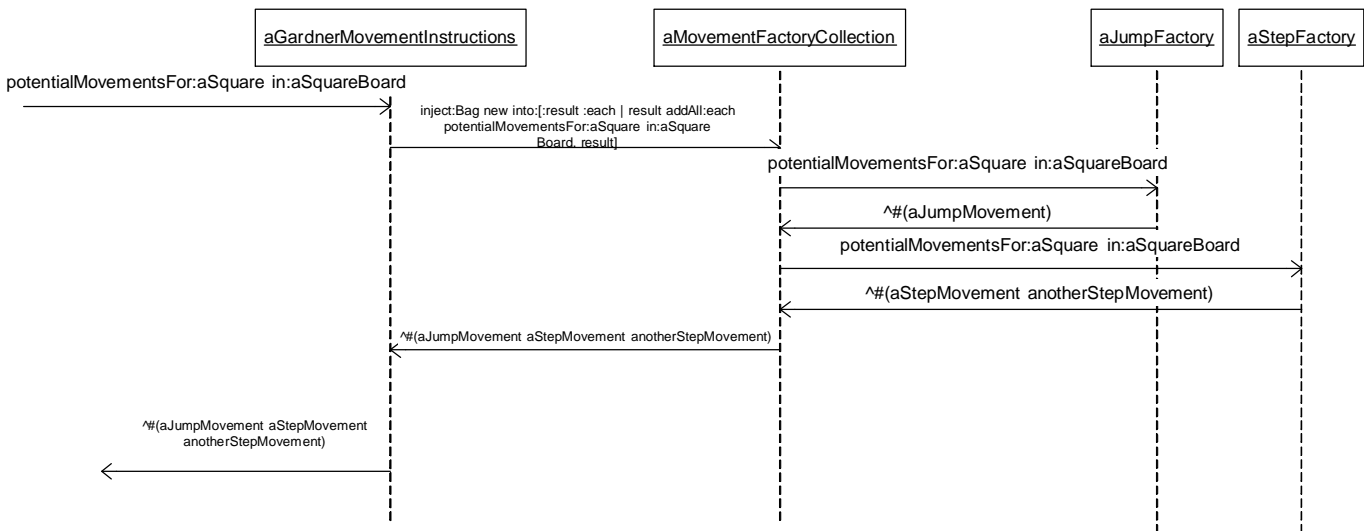 aGardnerMovementInstructions
aMovementFactoryCollection
aJumpFactory
aStepFactory
potentialMovementsFor:aSquare in:aSquareBoard
inject:Bag new into:[:result :each | result addAll:each
potentialMovementsFor:aSquare in:aSquare
Board. result]
potentialMovementsFor:aSquare in:aSquareBoard
^#(aJumpMovement)
potentialMovementsFor:aSquare in:aSquareBoard
^#(aStepMovement anotherStepMovement)
^#(aJumpMovement aStepMovement anotherStepMovement)
^#(aJumpMovement aStepMovement
anotherStepMovement)